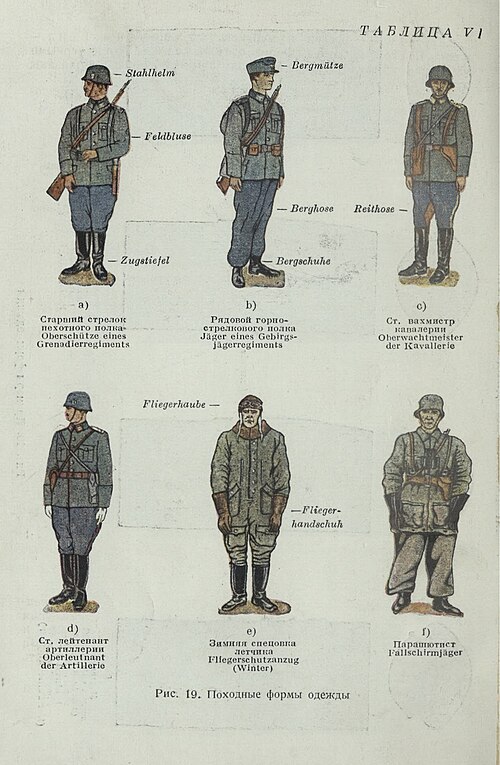 ТАБЛИЦА VI
Stahlhelm
Feldbluse
Zugstiefel
Bergmütze
Berghose
Bergschuhe
Reithose
a)
Старший стрелок
пехотного полка-
Oberschütze eines
Grenadierregiments
b)
Рядовой горно-
стрелкового полка
Jäger eines Gebirgs-
jägerregiments
c)
Ст. вахмистр
кавалерии
Oberwachtmeister
der Kavallerie
Fliegerhaube
Flieger-
handschuh
d)
Ст. лейтенант
артиллерии
Oberleutnant
der Artillerie
e)
Зимняя спецовка
летчика
Fliegerschutzanzug
(Winter)
f)
Парашютист
Fallschirmjäger
Рис. 19. Походные формы одежды